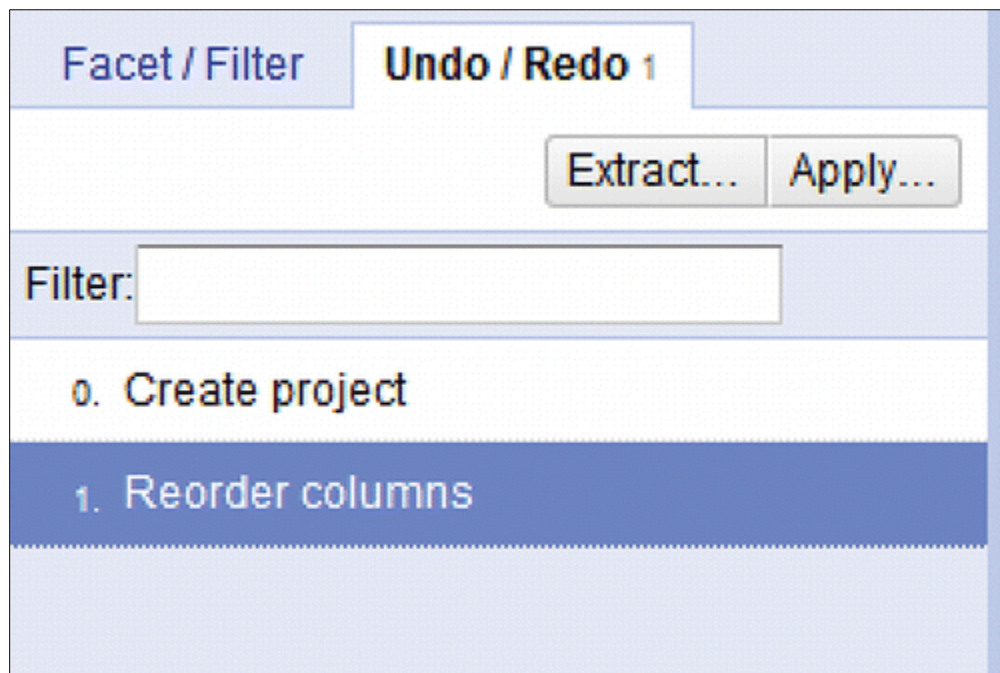 Facet / Filter Undo / Redo 1
Extract... Apply...
Filter:
0. Create project
1. Reorder columns